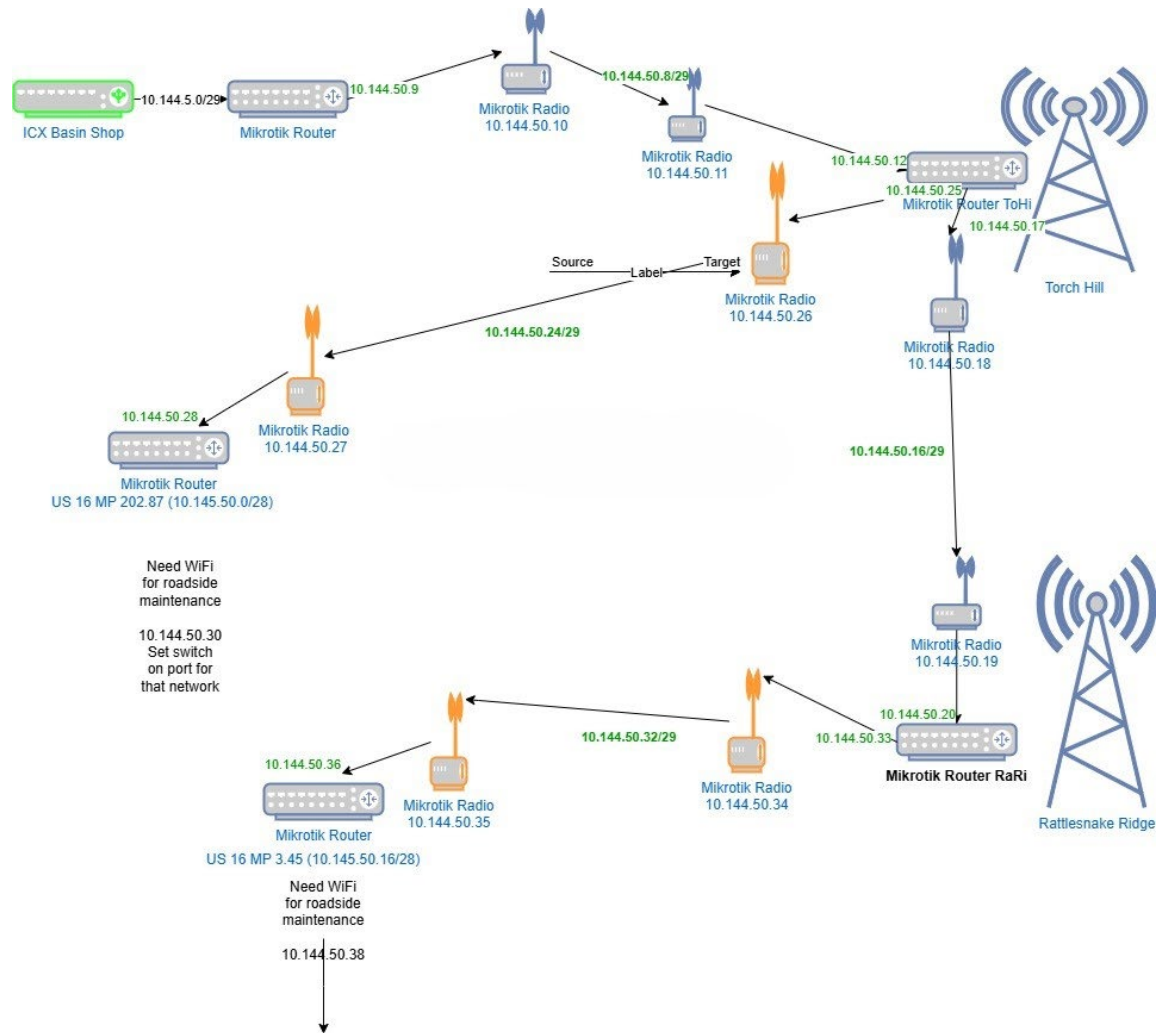 10.144.5.0/29
ICX Basin Shop
10.144.50.9
Mikrotik Router
Mikrotik Radio
10.144.50.10
10.144.50.8/29
Mikrotik Radio
10.144.50.11
10.144.50.12
10.144.50.25
Mikrotik Router ToHi
10.144.50.17
Torch Hill
Source
Label
Target
Mikrotik Radio
10.144.50.26
10.144.50.24/29
Mikrotik Radio
10.144.50.18
Mikrotik Radio
10.144.50.27
10.144.50.28
Mikrotik Router
US 16 MP 202.87 (10.145.50.0/28)
10.144.50.16/29
Need WiFi
for roadside
maintenance
10.144.50.30
Set switch
on port for
that network
Mikrotik Radio
10.144.50.19
10.144.50.20
10.144.50.33
Mikrotik Router RaRi
Rattlesnake Ridge
10.144.50.32/29
Mikrotik Radio
10.144.50.34
Mikrotik Radio
10.144.50.35
10.144.50.36
Mikrotik Router
US 16 MP 3.45 (10.145.50.16/28)
Need WiFi
for roadside
maintenance
10.144.50.38